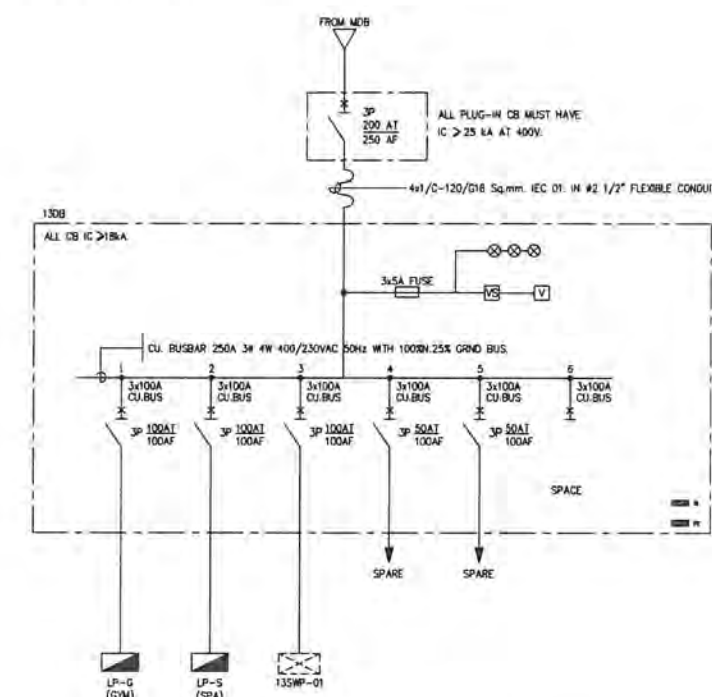 FROM MDB
3P
200 AT
250 AF
ALL PLUG-IN CB MUST HAVE
IC ≥ 25 kA AT 400V.
4x1/C-120/G16 Sq.mm. IEC 01. IN #2 1/2" FLEXIBLE CONDUI
13DB
ALL CB IC ≥18kA.
3x5A FUSE
VS
V
CU. BUSBAR 250A 3# 4W 400/230VAC 50Hz WITH 100%N.25% GRND BUS.
1 2 3 4 5 6
3x100A 3x100A 3x100A 3x100A 3x100A 3x100A
CU.BUS CU.BUS CU.BUS CU.BUS CU.BUS CU.BUS
3P 100AT 3P 100AT 3P 100AT 3P 50AT 3P 50AT
100AF 100AF 100AF 100AF 100AF
SPACE
SPARE SPARE
LP-G LP-S 13SWP-01
(GYM) (SPA)